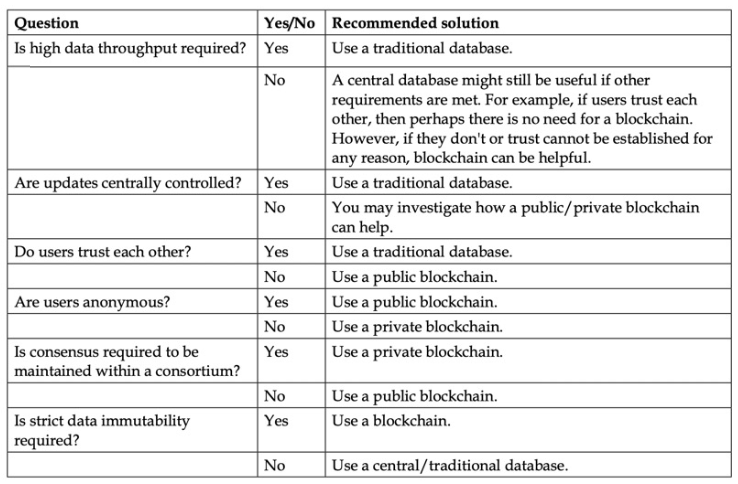 Question Yes/No Recommended solution
Is high data throughput required? Yes Use a traditional database.
No A central database might still be useful if other
requirements are met. For example, if users trust each
other, then perhaps there is no need for a blockchain.
However, if they don't or trust cannot be established for
any reason, blockchain can be helpful.
Are updates centrally controlled? Yes Use a traditional database.
No You may investigate how a public/private blockchain
can help.
Do users trust each other? Yes Use a traditional database.
No Use a public blockchain.
Are users anonymous? Yes Use a public blockchain.
No Use a private blockchain.
Is consensus required to be Yes Use a private blockchain.
maintained within a consortium?
No Use a public blockchain.
Is strict data immutability Yes Use a blockchain.
required?
No Use a central/traditional database.